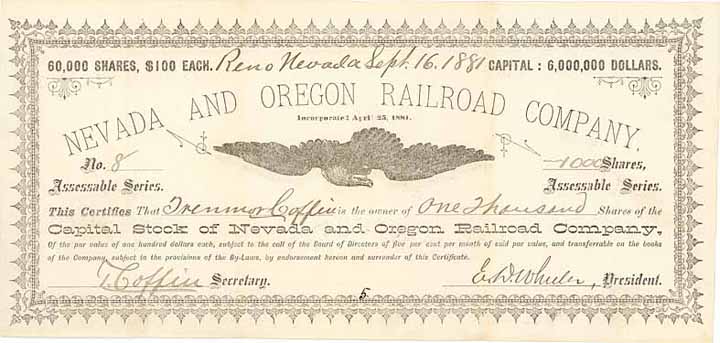 60,000 SHARES, $100 EACH. Reno Nevada Sept. 16. 1881 CAPITAL : 6,000,000 DOLLARS.
NEVADA AND OREGON RAILROAD COMPANY.
Incorporated April 25, 1881.
No. 8 1000 Shares,
Assessable Series. Assessable Series.
This Certifies That Trenmor Coffin is the owner of One Thousand Shares of the
Capital Stock of Nevada and Oregon Railroad Company,
Of the par value of one hundred dollars each, subject to the call of the Board of Directors of five per cent per month of said par value, and transferrable on the books
of the Company, subject to the provisions of the By-Laws, by endorsement hereon and surrender of this Certificate.
T. Coffin Secretary. E. D. Wheeler, President.
5